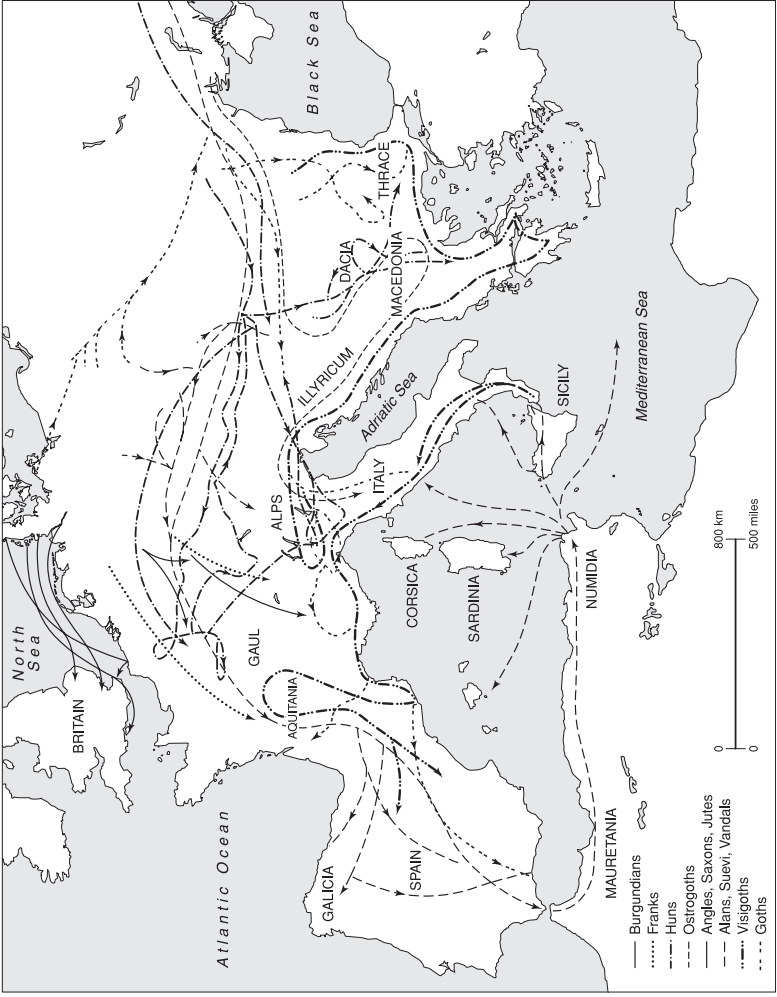 North
Sea
BRITAIN
Atlantic Ocean
GAUL
AQUITANIA
GALICIA
SPAIN
MAURETANIA
ALPS
ITALY
CORSICA
SARDINIA
NUMIDIA
SICILY
Adriatic Sea
ILLYRICUM
DACIA
MACEDONIA
THRACE
Black Sea
Mediterranean Sea
0 800 km
0 500 miles
Burgundians
Franks
Huns
Ostrogoths
Angles, Saxons, Jutes
Alans, Suevi, Vandals
Visigoths
Goths